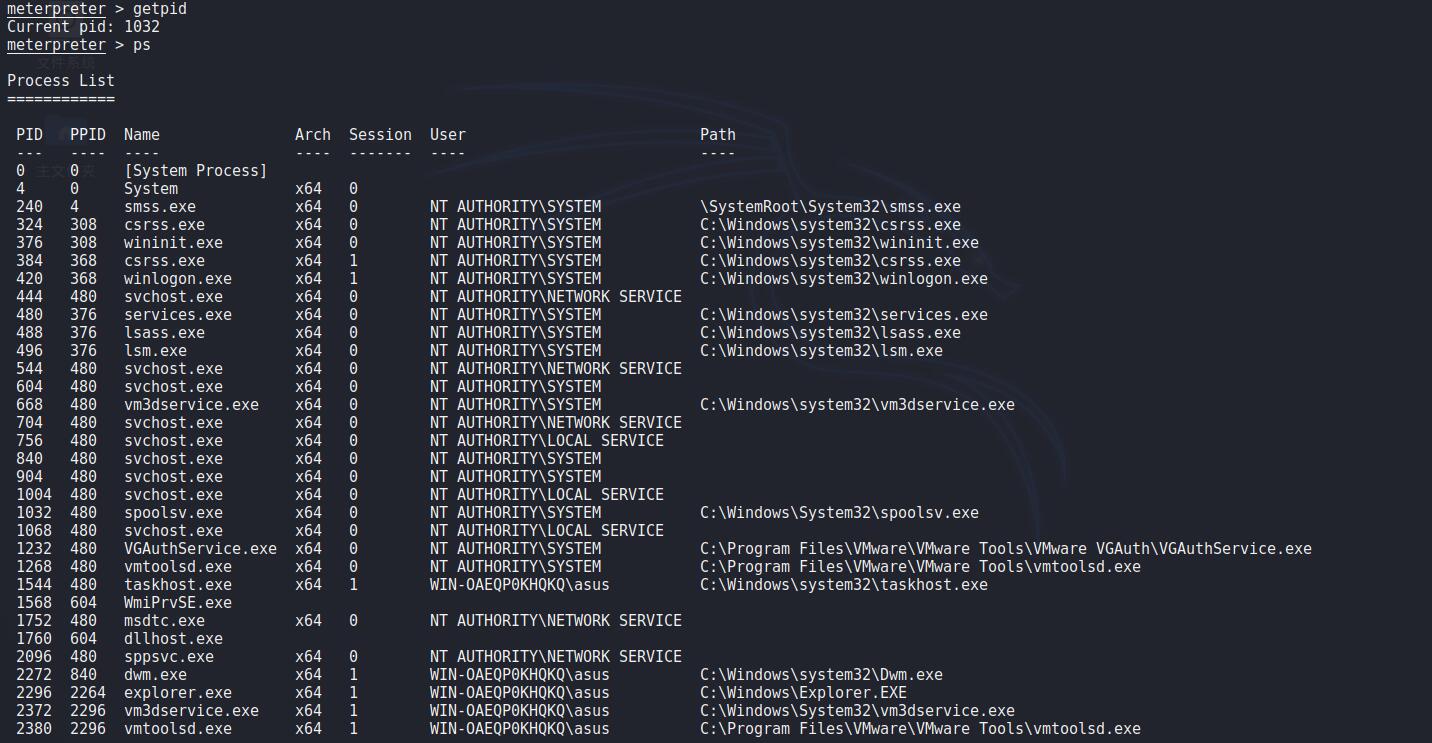 meterpreter > getpid
Current pid: 1032
meterpreter > ps
文件系统
Process List
============
PID PPID Name Arch Session User Path
--- ---- ---- ---- ------- ---- ----
0 0 [System Process]
主文件夹
4 0 System x64 0
240 4 smss.exe x64 0 NT AUTHORITY\SYSTEM \SystemRoot\System32\smss.exe
324 308 csrss.exe x64 0 NT AUTHORITY\SYSTEM C:\Windows\system32\csrss.exe
376 308 wininit.exe x64 0 NT AUTHORITY\SYSTEM C:\Windows\system32\wininit.exe
384 368 csrss.exe x64 1 NT AUTHORITY\SYSTEM C:\Windows\system32\csrss.exe
420 368 winlogon.exe x64 1 NT AUTHORITY\SYSTEM C:\Windows\system32\winlogon.exe
444 480 svchost.exe x64 0 NT AUTHORITY\NETWORK SERVICE
480 376 services.exe x64 0 NT AUTHORITY\SYSTEM C:\Windows\system32\services.exe
488 376 lsass.exe x64 0 NT AUTHORITY\SYSTEM C:\Windows\system32\lsass.exe
496 376 lsm.exe x64 0 NT AUTHORITY\SYSTEM C:\Windows\system32\lsm.exe
544 480 svchost.exe x64 0 NT AUTHORITY\NETWORK SERVICE
604 480 svchost.exe x64 0 NT AUTHORITY\SYSTEM
668 480 vm3dservice.exe x64 0 NT AUTHORITY\SYSTEM C:\Windows\system32\vm3dservice.exe
704 480 svchost.exe x64 0 NT AUTHORITY\NETWORK SERVICE
756 480 svchost.exe x64 0 NT AUTHORITY\LOCAL SERVICE
840 480 svchost.exe x64 0 NT AUTHORITY\SYSTEM
904 480 svchost.exe x64 0 NT AUTHORITY\SYSTEM
1004 480 svchost.exe x64 0 NT AUTHORITY\LOCAL SERVICE
1032 480 spoolsv.exe x64 0 NT AUTHORITY\SYSTEM C:\Windows\System32\spoolsv.exe
1068 480 svchost.exe x64 0 NT AUTHORITY\LOCAL SERVICE
1232 480 VGAuthService.exe x64 0 NT AUTHORITY\SYSTEM C:\Program Files\VMware\VMware Tools\VMware VGAuth\VGAuthService.exe
1268 480 vmtoolsd.exe x64 0 NT AUTHORITY\SYSTEM C:\Program Files\VMware\VMware Tools\vmtoolsd.exe
1544 480 taskhost.exe x64 1 WIN-OAEQP0KHQKQ\asus C:\Windows\system32\taskhost.exe
1568 604 WmiPrvSE.exe
1752 480 msdtc.exe x64 0 NT AUTHORITY\NETWORK SERVICE
1760 604 dllhost.exe
2096 480 sppsvc.exe x64 0 NT AUTHORITY\NETWORK SERVICE
2272 840 dwm.exe x64 1 WIN-OAEQP0KHQKQ\asus C:\Windows\system32\Dwm.exe
2296 2264 explorer.exe x64 1 WIN-OAEQP0KHQKQ\asus C:\Windows\Explorer.EXE
2372 2296 vm3dservice.exe x64 1 WIN-OAEQP0KHQKQ\asus C:\Windows\System32\vm3dservice.exe
2380 2296 vmtoolsd.exe x64 1 WIN-OAEQP0KHQKQ\asus C:\Program Files\VMware\VMware Tools\vmtoolsd.exe